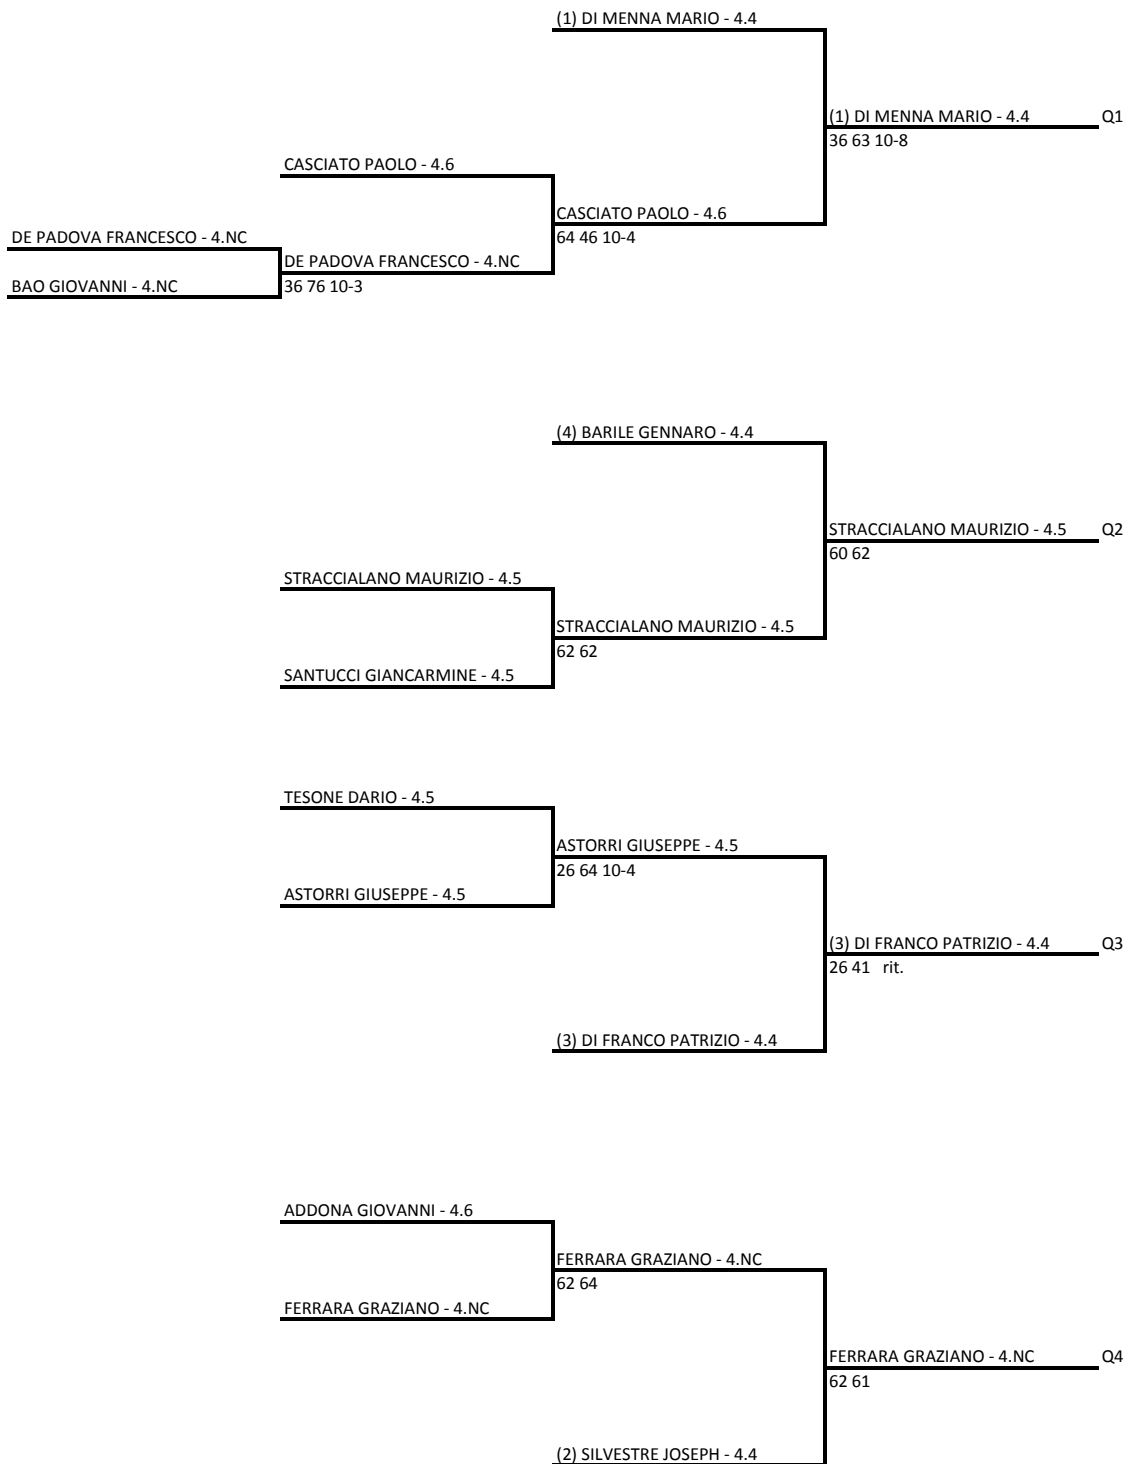 (1) DI MENNA MARIO - 4.4
(1) DI MENNA MARIO - 4.4 Q1
36 63 10-8
CASCIATO PAOLO - 4.6
CASCIATO PAOLO - 4.6
DE PADOVA FRANCESCO - 4.NC
64 46 10-4
DE PADOVA FRANCESCO - 4.NC
BAO GIOVANNI - 4.NC
36 76 10-3
(4) BARILE GENNARO - 4.4
STRACCIALANO MAURIZIO - 4.5 Q2
60 62
STRACCIALANO MAURIZIO - 4.5
STRACCIALANO MAURIZIO - 4.5
62 62
SANTUCCI GIANCARMINE - 4.5
TESONE DARIO - 4.5
ASTORRI GIUSEPPE - 4.5
26 64 10-4
ASTORRI GIUSEPPE - 4.5
(3) DI FRANCO PATRIZIO - 4.4 Q3
26 41 rit.
(3) DI FRANCO PATRIZIO - 4.4
ADDONA GIOVANNI - 4.6
FERRARA GRAZIANO - 4.NC
62 64
FERRARA GRAZIANO - 4.NC
FERRARA GRAZIANO - 4.NC Q4
62 61
(2) SILVESTRE JOSEPH - 4.4